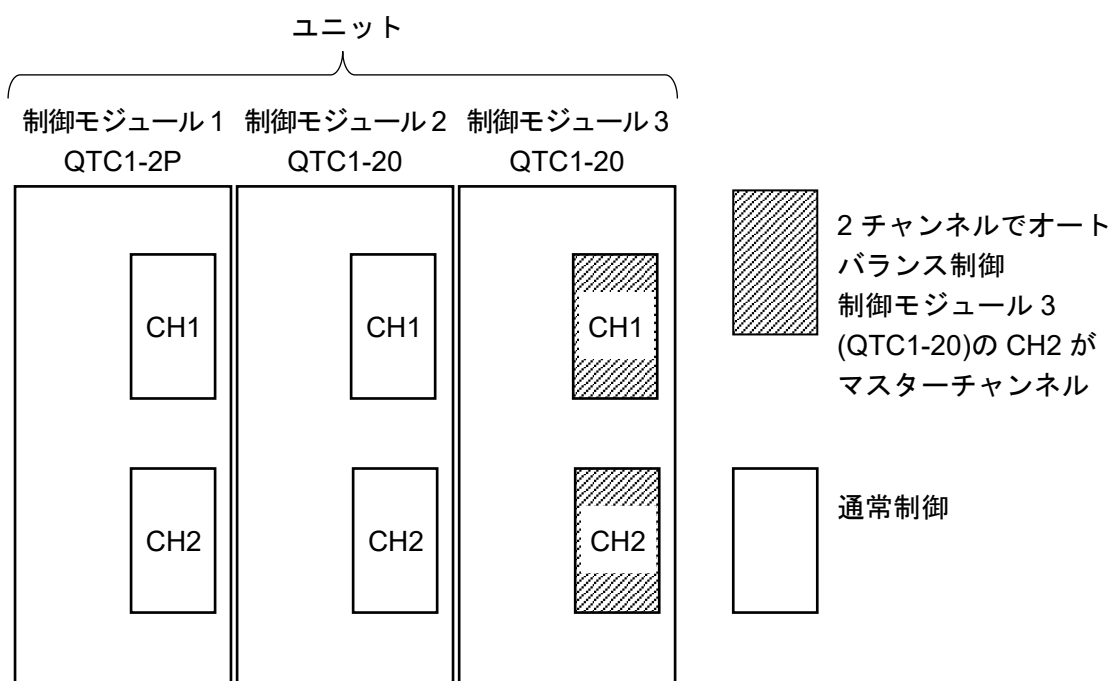 ユニット
制御モジュール 1 制御モジュール 2 制御モジュール 3
QTC1-2P QTC1-20 QTC1-20
CH1 CH1 CH1
CH2 CH2 CH2
2 チャンネルでオート
バランス制御
制御モジュール 3
(QTC1-20)の CH2 が
マスターチャンネル
通常制御